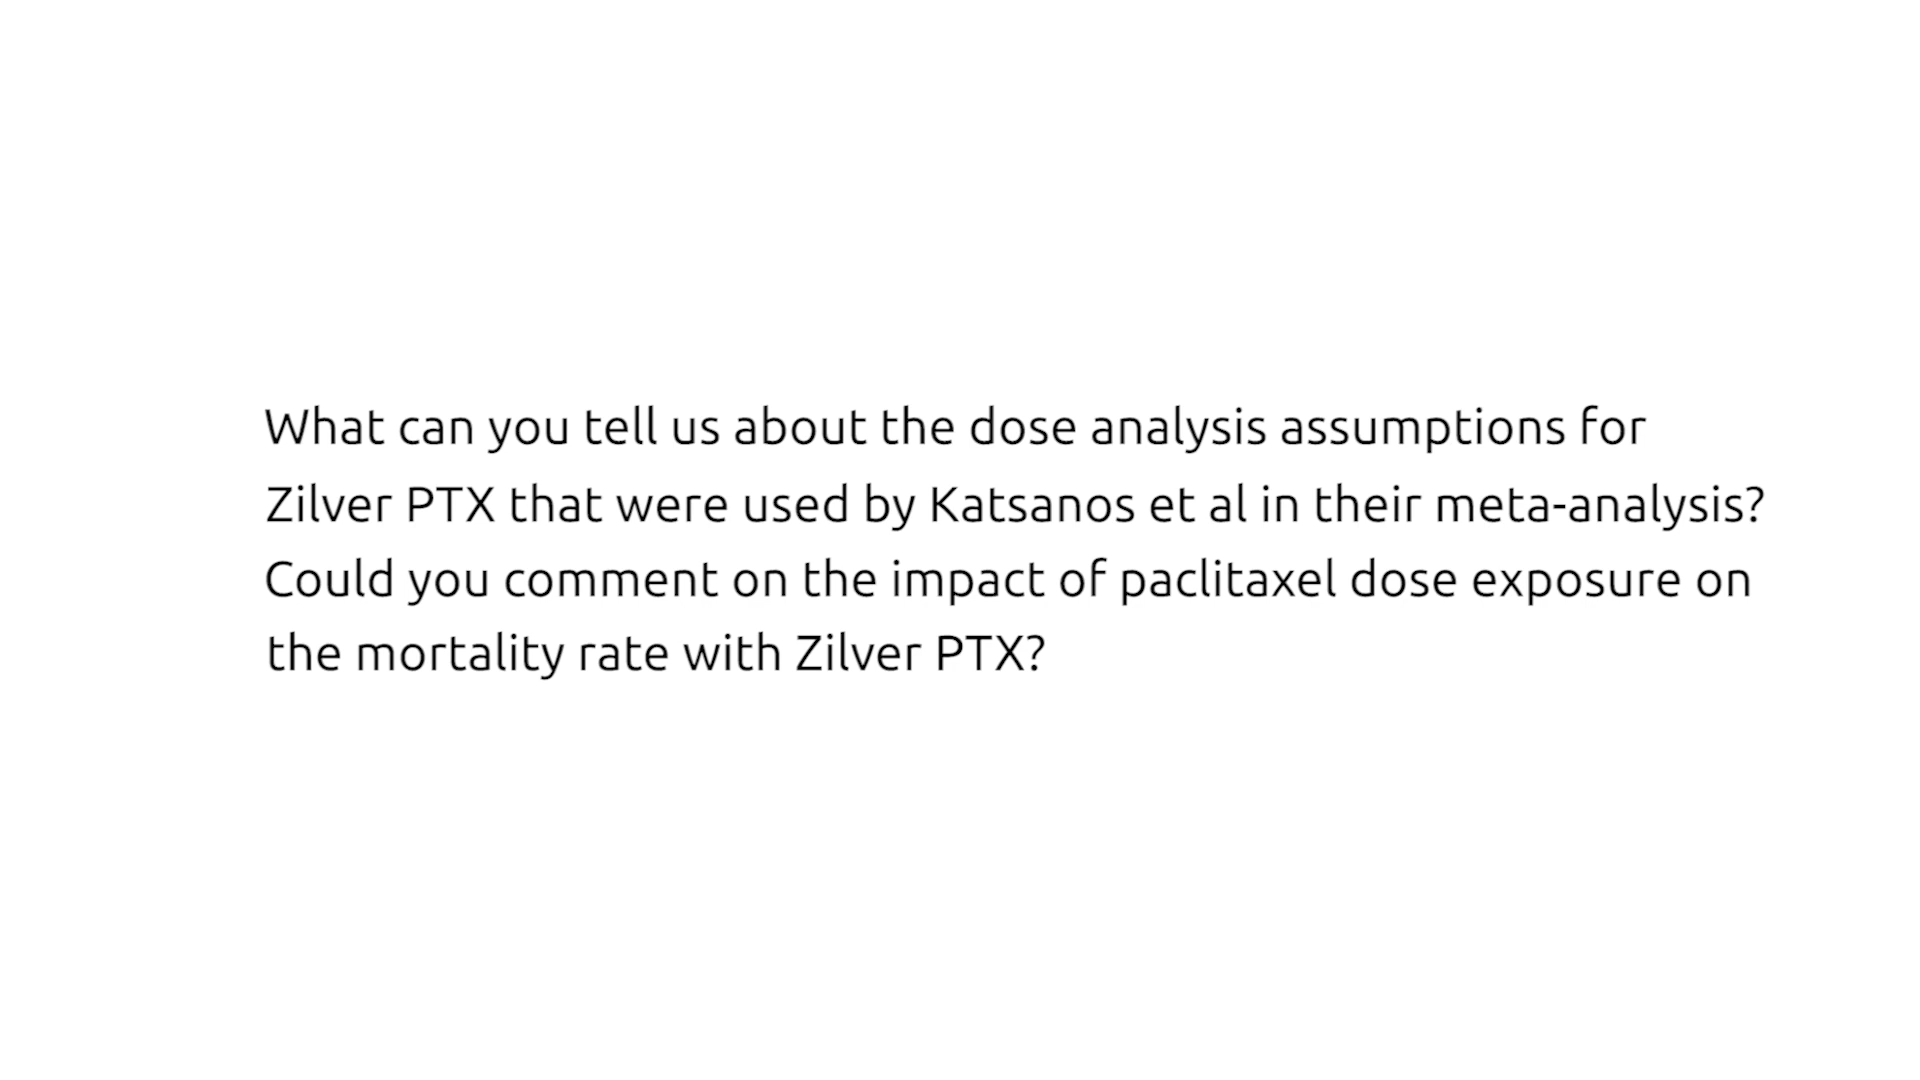 What can you tell us about the dose analysis assumptions for
Zilver PTX that were used by Katsanos et al in their meta-analysis?
Could you comment on the impact of paclitaxel dose exposure on
the mortality rate with Zilver PTX?